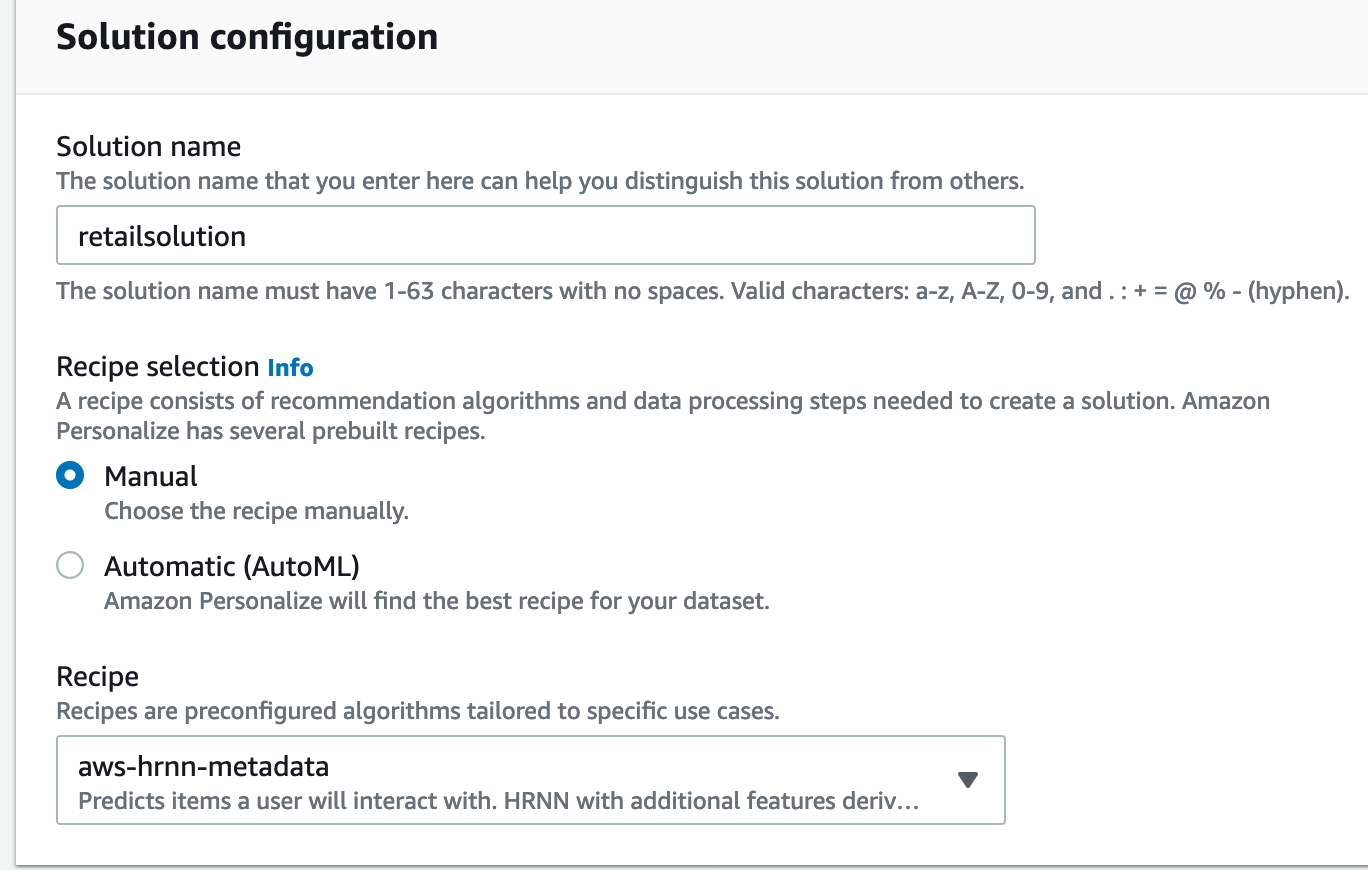 Solution configuration
Solution name
The solution name that you enter here can help you distinguish this solution from others.
retailsolution
The solution name must have 1-63 characters with no spaces. Valid characters: a-z, A-Z, 0-9, and . : + = @ % - (hyphen).
Recipe selection Info
A recipe consists of recommendation algorithms and data processing steps needed to create a solution. Amazon
Personalize has several prebuilt recipes.
Manual
Choose the recipe manually.
Automatic (AutoML)
Amazon Personalize will find the best recipe for your dataset.
Recipe
Recipes are preconfigured algorithms tailored to specific use cases.
aws-hrnn-metadata
Predicts items a user will interact with. HRNN with additional features deriv…